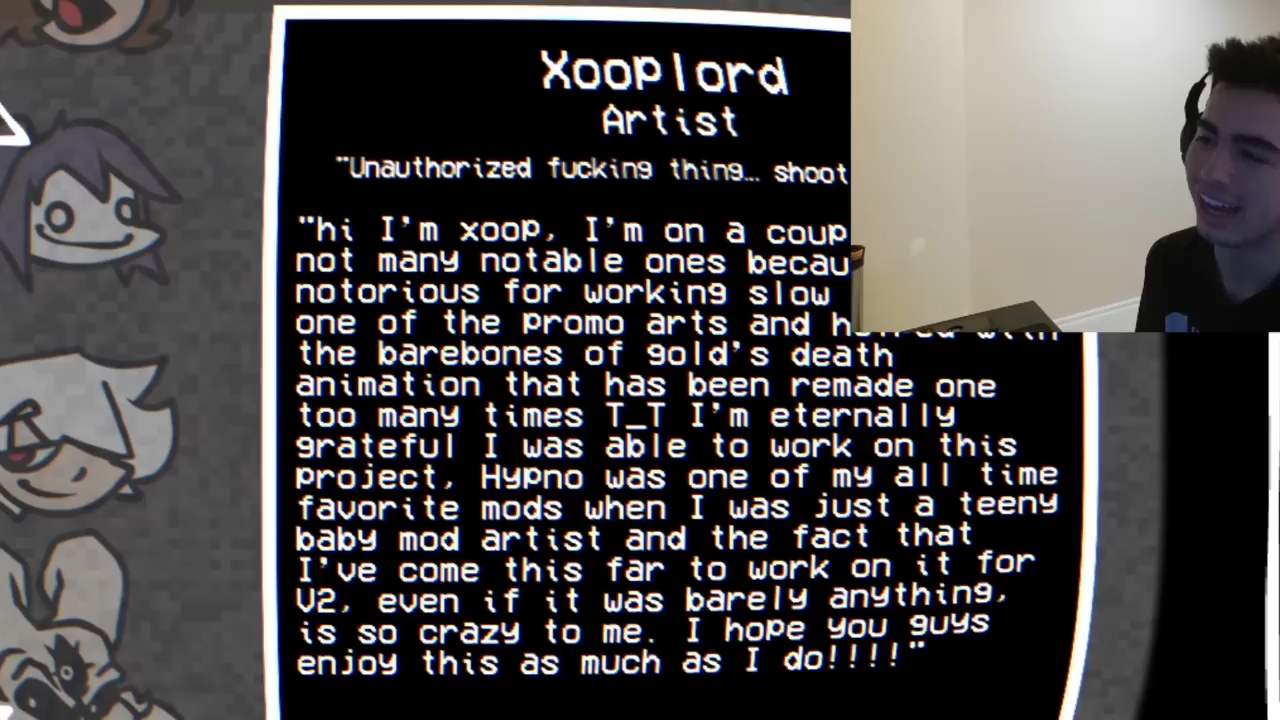 Xooplord
Artist
"Unauthorized fucking thing… shoot
"hi I'm xoop, I'm on a coup
not many notable ones becau
notorious for working slow
one of the promo arts and
the barebones of gold's death
animation that has been remade one
too many times T_T I'm eternally
grateful I was able to work on this
project, Hypno was one of my all time
favorite mods when I was just a teeny
baby mod artist and the fact that
I've come this far to work on it for
V2, even if it was barely anything,
is so crazy to me. I hope you guys
enjoy this as much as I do!!!!"